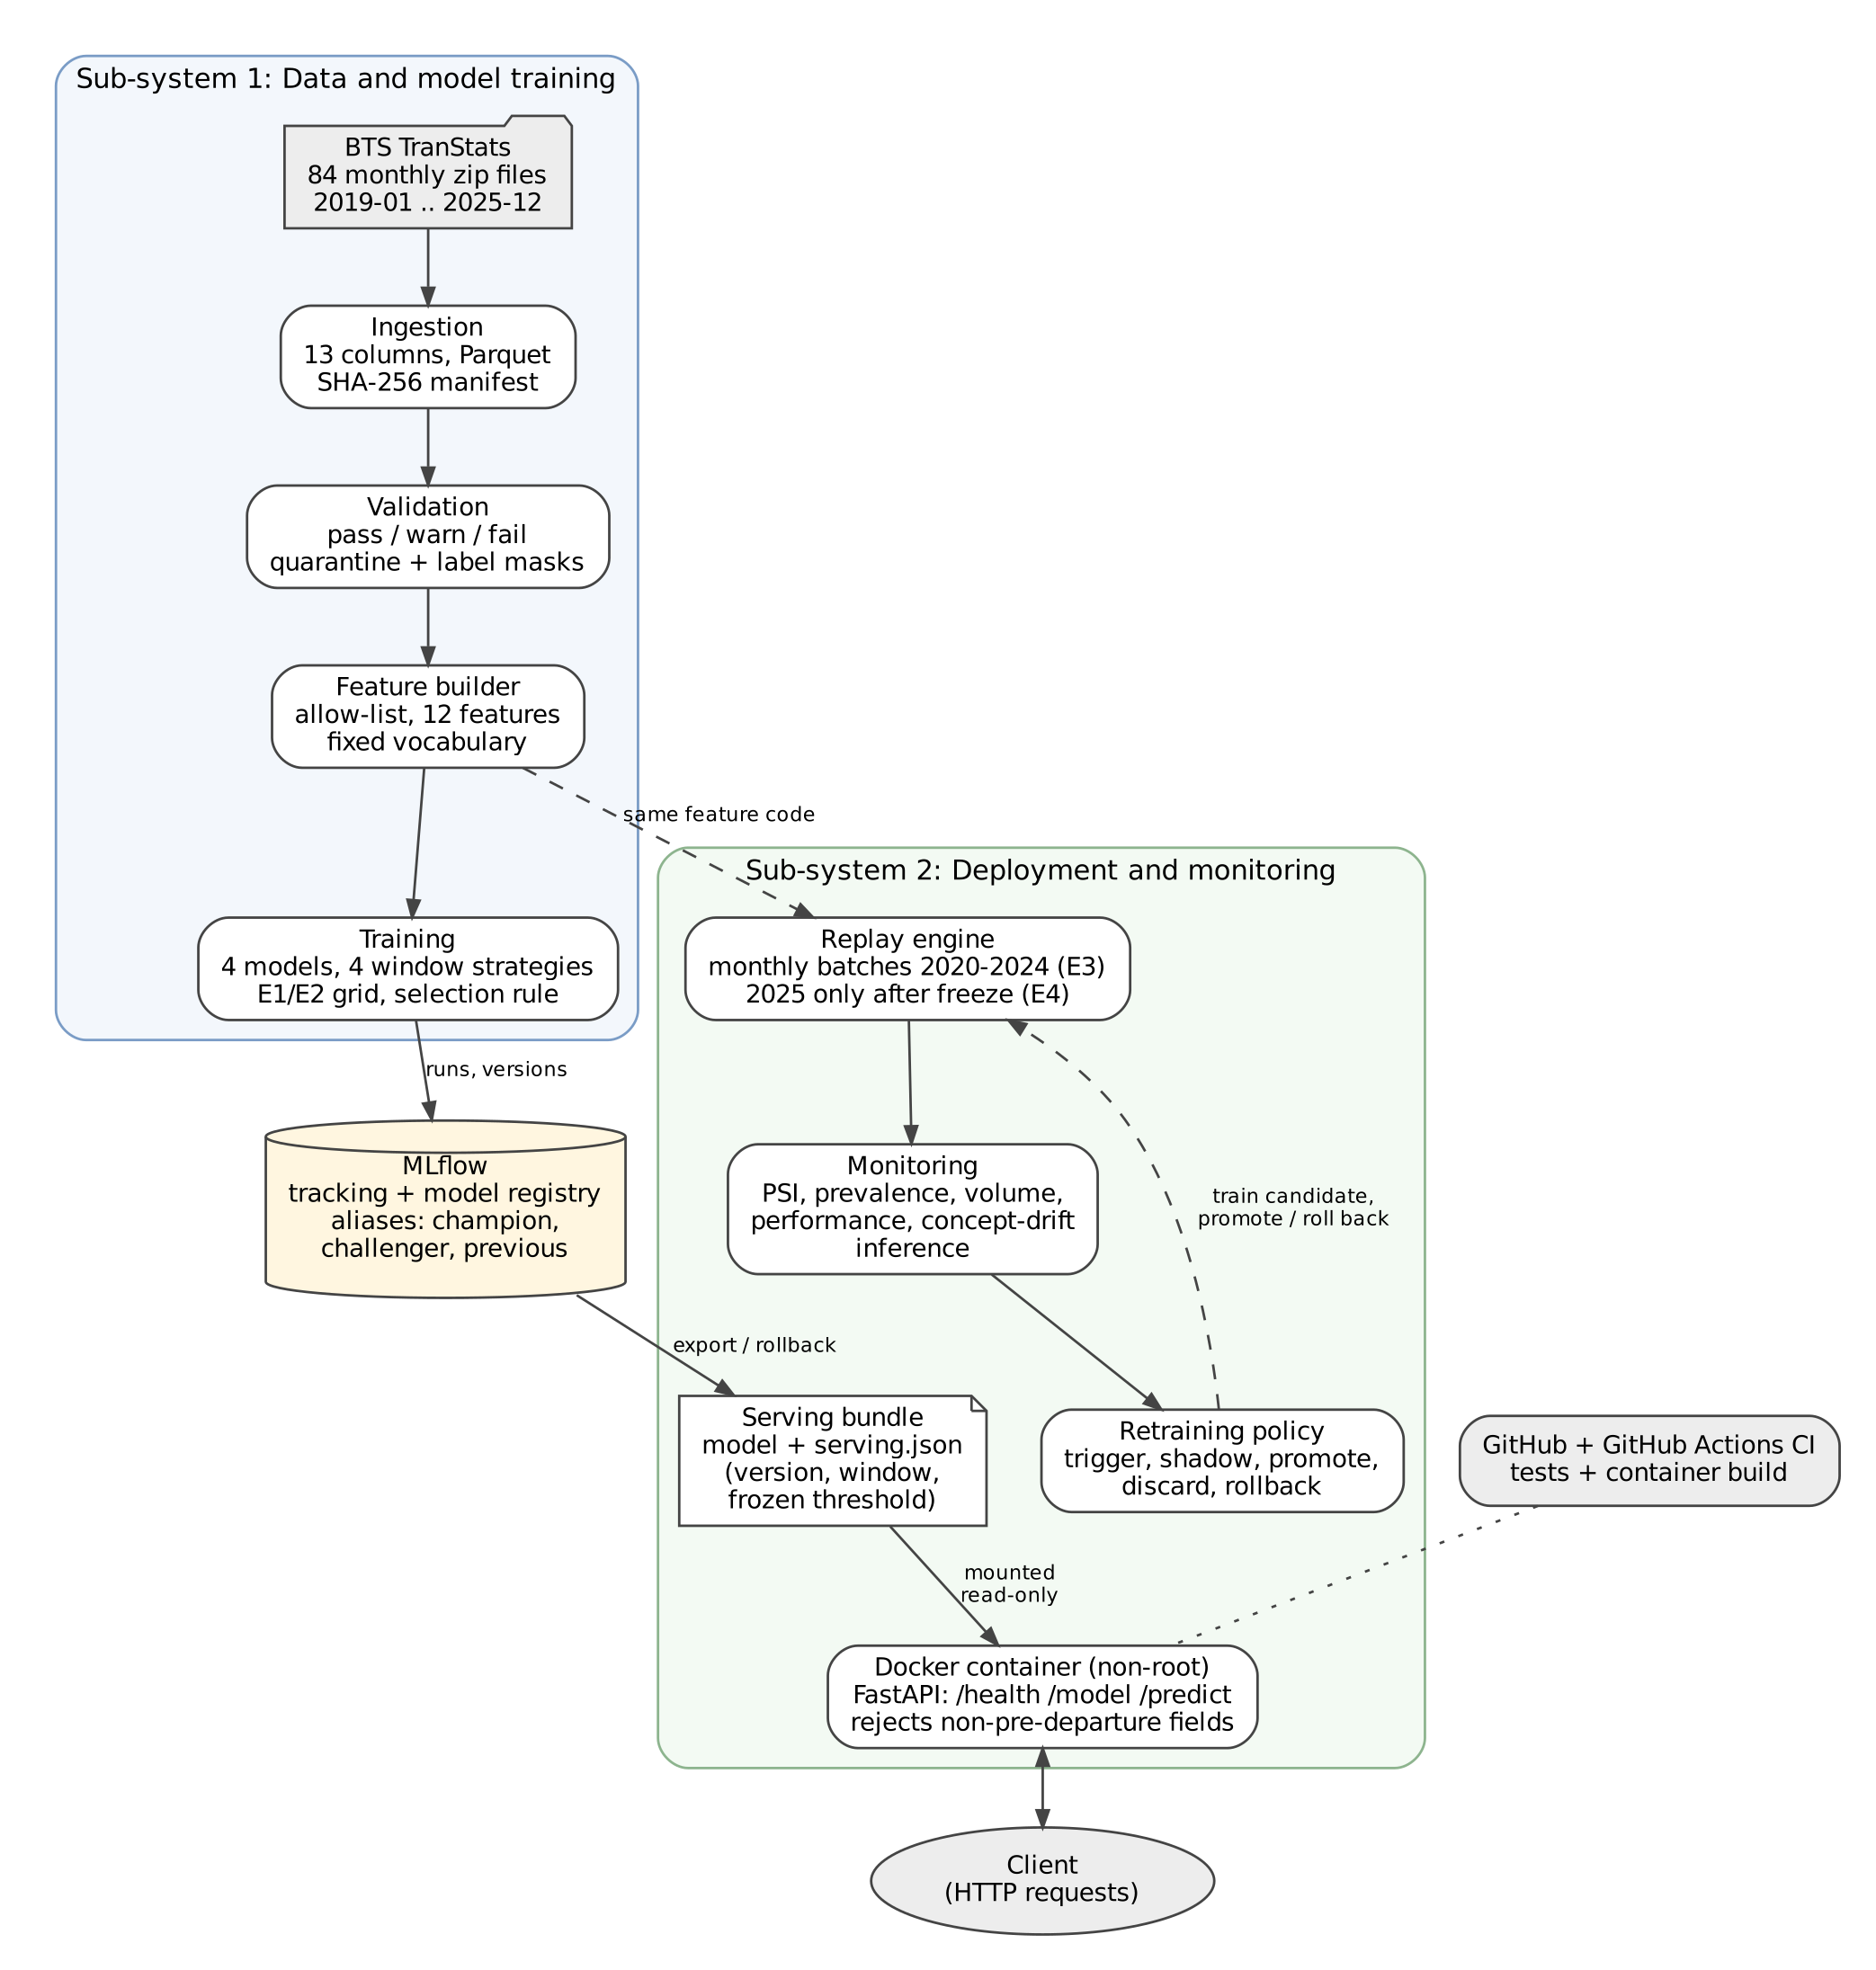 Sub-system 1: Data and model training
BTS TranStats
84 monthly zip files
2019-01 .. 2025-12
Ingestion
13 columns, Parquet
SHA-256 manifest
Validation
pass / warn / fail
quarantine + label masks
Feature builder
allow-list, 12 features
fixed vocabulary
same feature code
Training
4 models, 4 window strategies
E1/E2 grid, selection rule
runs, versions
MLflow
tracking + model registry
aliases: champion,
challenger, previous
export / rollback
Sub-system 2: Deployment and monitoring
Replay engine
monthly batches 2020-2024 (E3)
2025 only after freeze (E4)
Monitoring
PSI, prevalence, volume,
performance, concept-drift
inference
train candidate,
promote / roll back
Serving bundle
model + serving.json
(version, window,
frozen threshold)
Retraining policy
trigger, shadow, promote,
discard, rollback
GitHub + GitHub Actions CI
tests + container build
mounted
read-only
Docker container (non-root)
FastAPI: /health /model /predict
rejects non-pre-departure fields
Client
(HTTP requests)